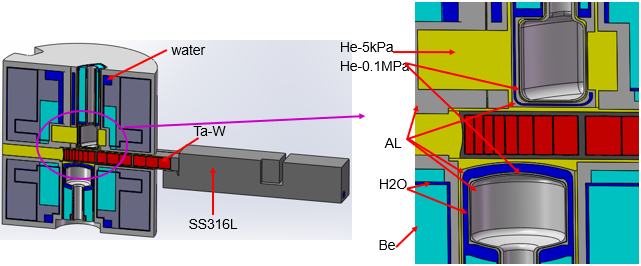 water
Ta-W
SS316L
He-5kPa
He-0.1MPa
AL
H2O
Be